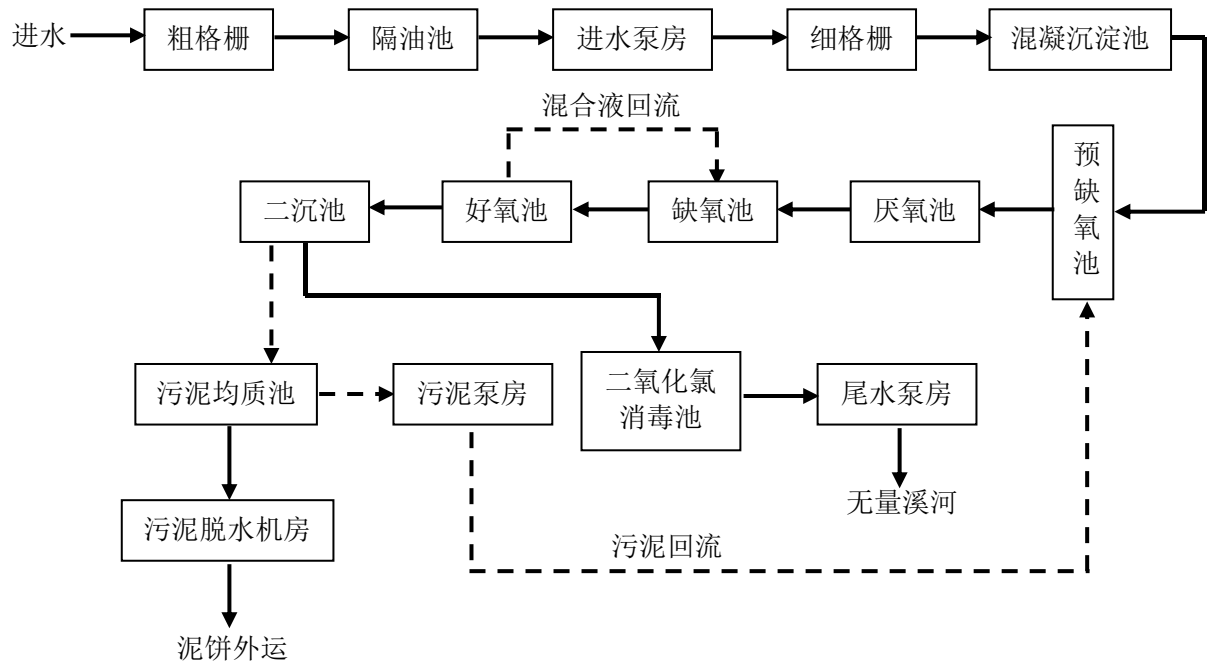 进水
粗格栅
隔油池
进水泵房
细格栅
混凝沉淀池
混合液回流
二沉池
好氧池
缺氧池
厌氧池
预
缺
氧
池
污泥均质池
污泥泵房
二氧化氯
消毒池
尾水泵房
无量溪河
污泥脱水机房
污泥回流
泥饼外运